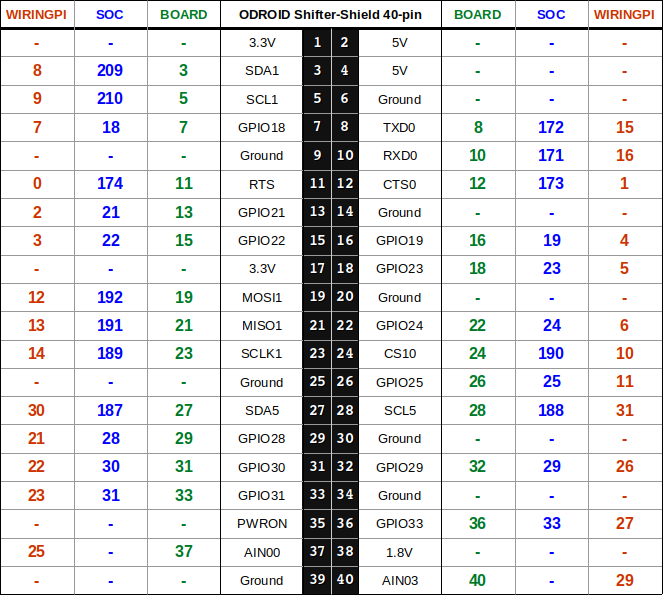 WIRINGPI SOC BOARD ODROID Shifter-Shield 40-pin BOARD SOC WIRINGPI
- - - 3.3V 1 2 5V - - -
8 209 3 SDA1 3 4 5V - - -
9 210 5 SCL1 5 6 Ground - - -
7 18 7 GPIO18 7 8 TXD0 8 172 15
- - - Ground 9 10 RXD0 10 171 16
0 174 11 RTS 11 12 CTS0 12 173 1
2 21 13 GPIO21 13 14 Ground - - -
3 22 15 GPIO22 15 16 GPIO19 16 19 4
- - - 3.3V 17 18 GPIO23 18 23 5
12 192 19 MOSI1 19 20 Ground - - -
13 191 21 MISO1 21 22 GPIO24 22 24 6
14 189 23 SCLK1 23 24 CS10 24 190 10
- - - Ground 25 26 GPIO25 26 25 11
30 187 27 SDA5 27 28 SCL5 28 188 31
21 28 29 GPIO28 29 30 Ground - - -
22 30 31 GPIO30 31 32 GPIO29 32 29 26
23 31 33 GPIO31 33 34 Ground - - -
- - - PWRON 35 36 GPIO33 36 33 27
25 - 37 AIN00 37 38 1.8V - - -
- - - Ground 39 40 AIN03 40 - 29